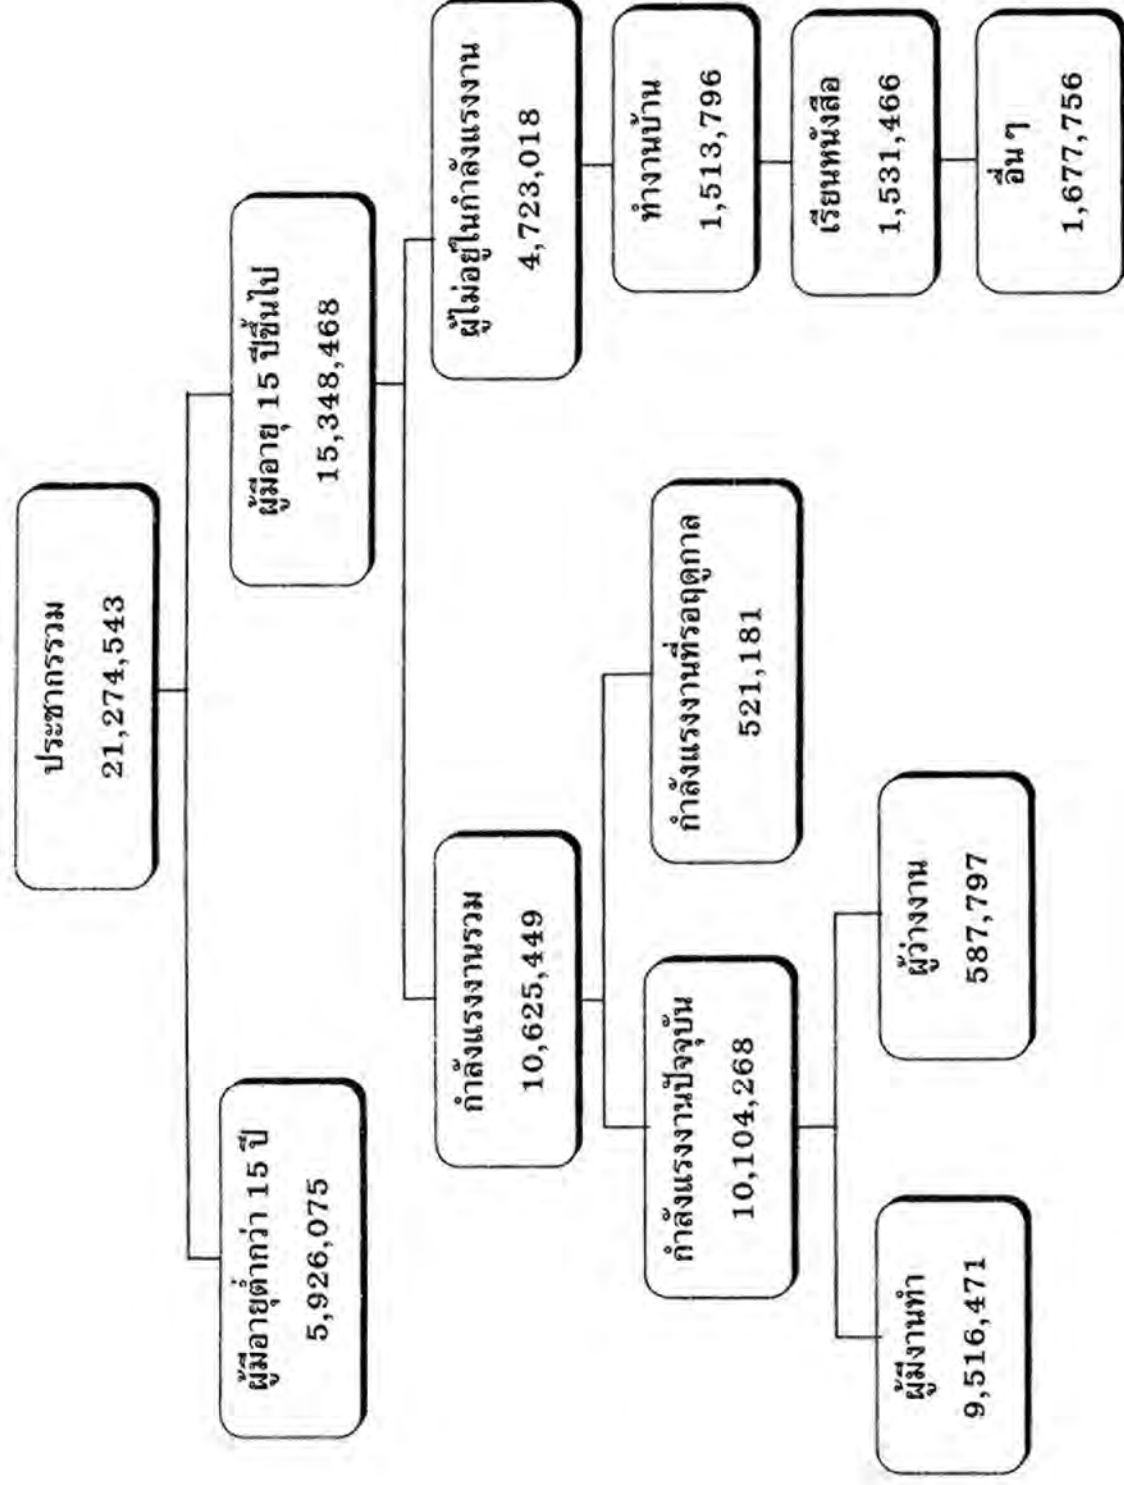 ประชากรรวม
21,274,543
ผู้มีอายุต่ำกว่า 15 ปี
5,926,075
ผู้มีอายุ 15 ปีขึ้นไป
15,348,468
กำลังแรงงานรวม
10,625,449
ผู้ไม่อยู่ในกำลังแรงงาน
4,723,018
กำลังแรงงานปัจจุบัน
10,104,268
กำลังแรงงานที่รอฤดูกาล
521,181
ทำงานบ้าน
1,513,796
เรียนหนังสือ
1,531,466
อื่นๆ
1,677,756
ผู้มีงานทำ
9,516,471
ผู้ว่างงาน
587,797